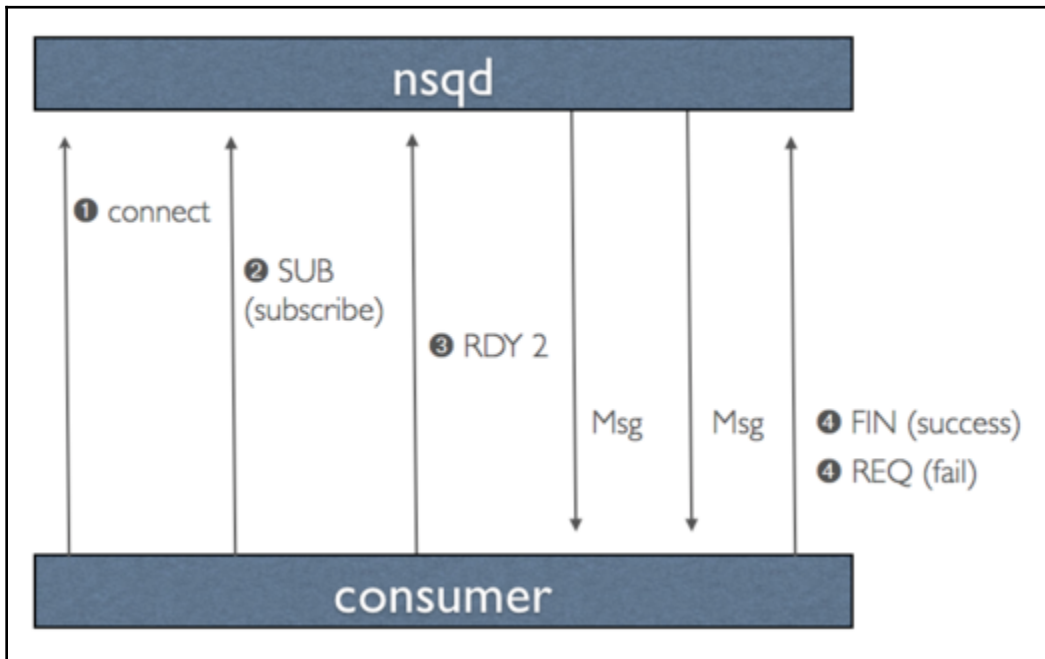 nsqd
❶ connect
❷ SUB
(subscribe)
❸ RDY 2
Msg
Msg
❹ FIN (success)
❹ REQ (fail)
consumer